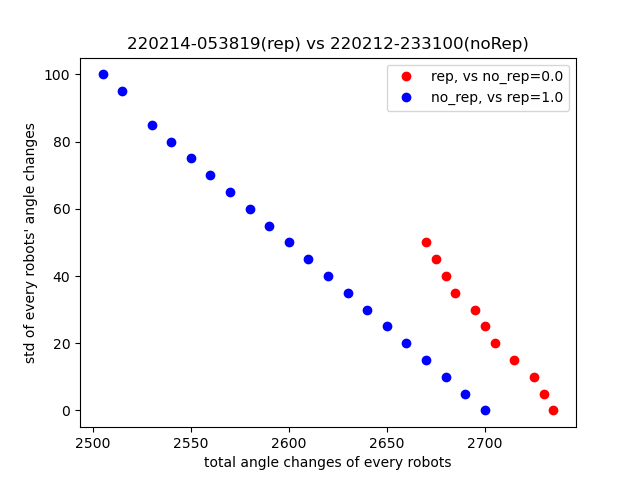 220214-053819(rep) vs 220212-233100(noRep)
rep, vs no_rep=0.0
no_rep, vs rep=1.0
std of every robots' angle changes
100
80
60
40
20
0
2500 2550 2600 2650 2700
total angle changes of every robots